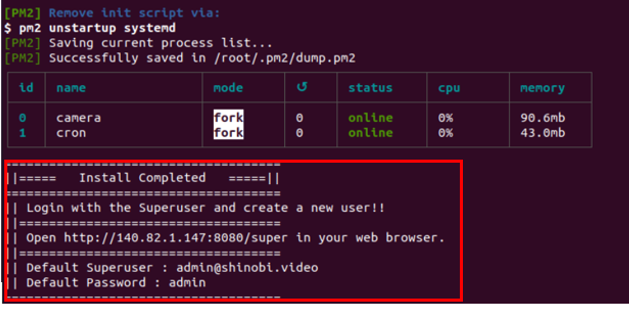 [PM2] Remove init script via:
$ pm2 unstartup systemd
[PM2] Saving current process list...
[PM2] Successfully saved in /root/.pm2/dump.pm2
id name mode ↺ status cpu memory
0 camera fork 0 online 0% 90.6mb
1 cron fork 0 online 0% 43.0mb
=====================================
||===== Install Completed =====||
=====================================
|| Login with the Superuser and create a new user!!
||===================================
|| Open http://140.82.1.147:8080/super in your web browser.
||===================================
|| Default Superuser : admin@shinobi.video
|| Default Password : admin
=====================================